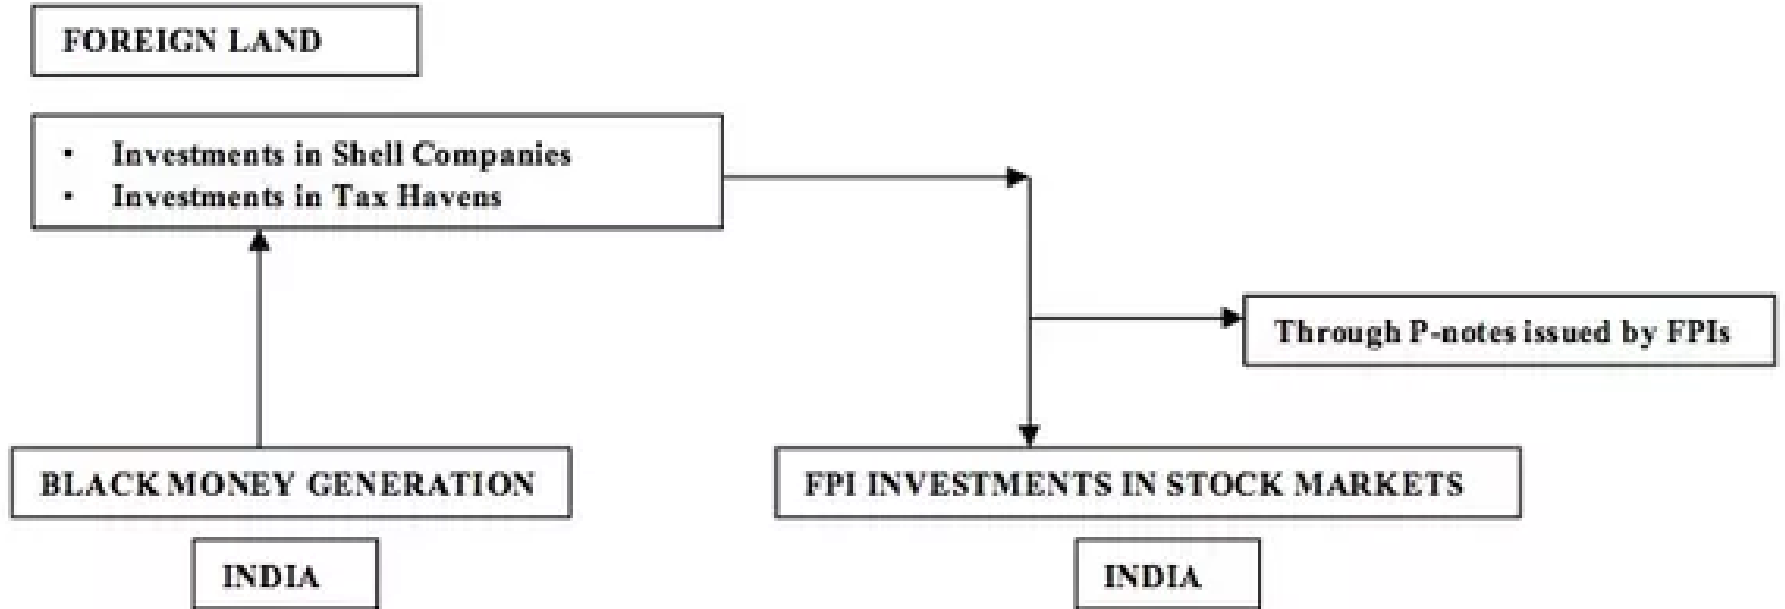 FOREIGN LAND
• Investments in Shell Companies
• Investments in Tax Havens
Through P-notes issued by FPIs
BLACK MONEY GENERATION
FPI INVESTMENTS IN STOCK MARKETS
INDIA
INDIA